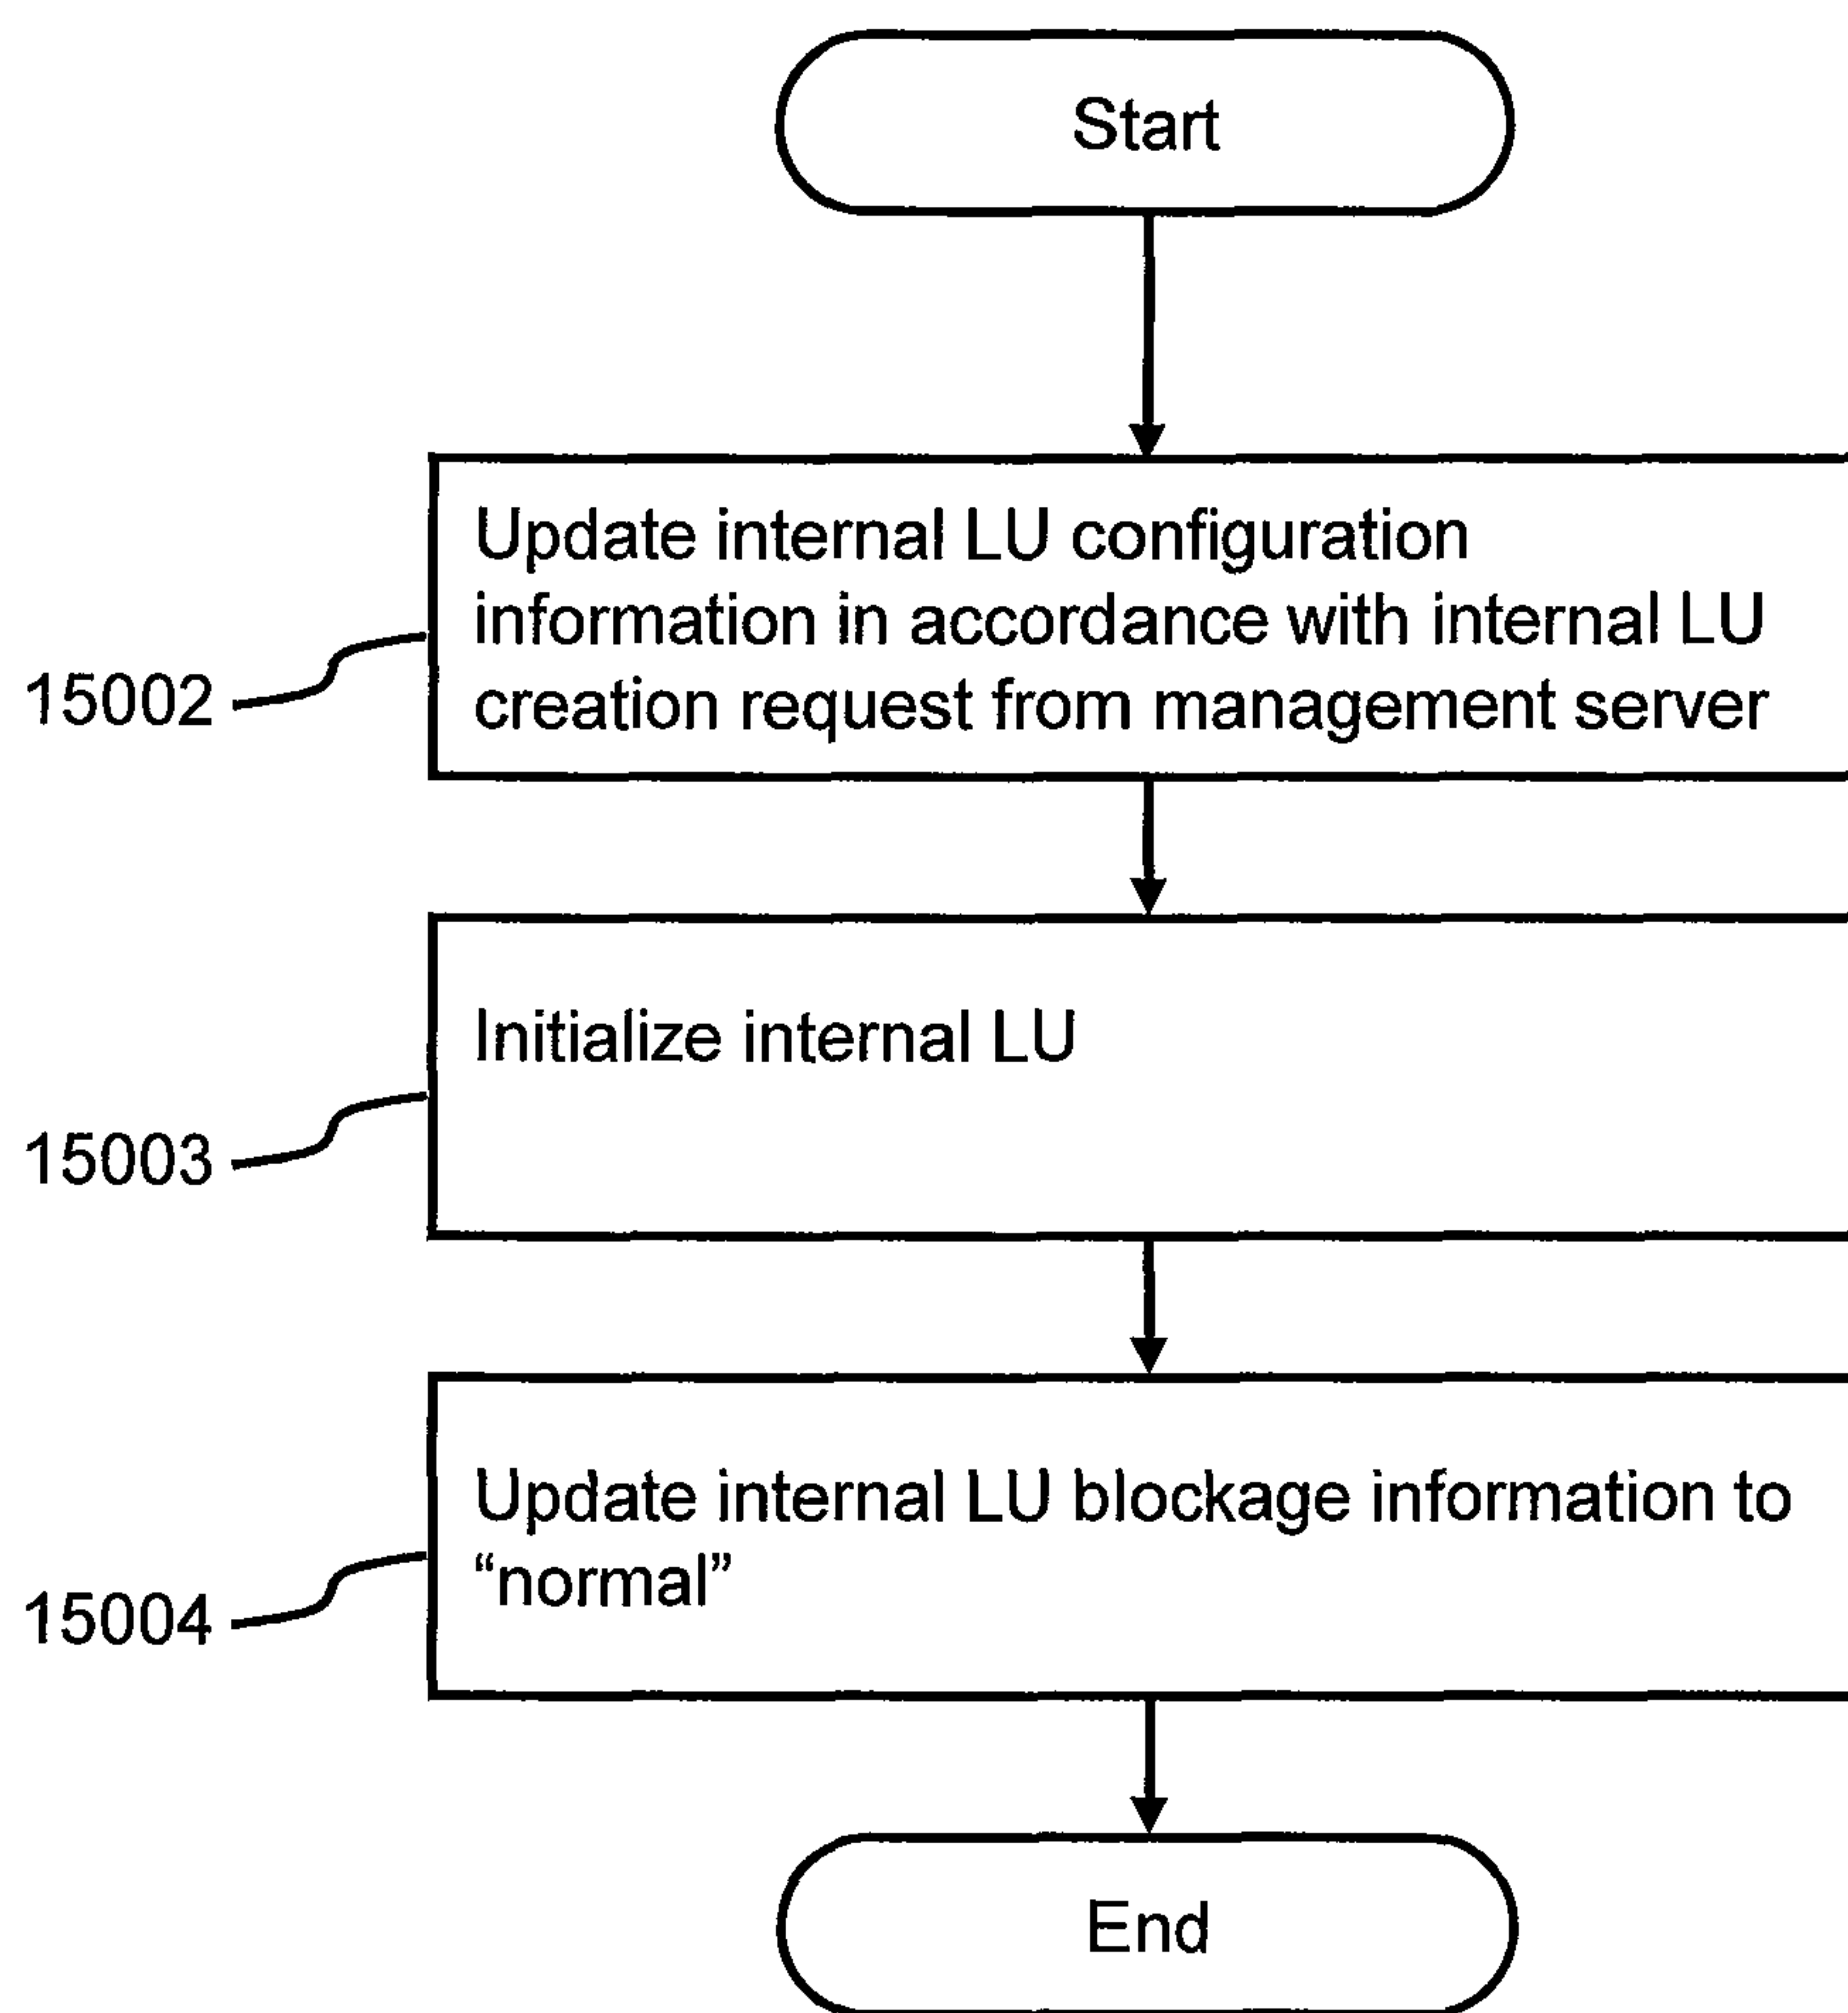 Start
Update internal LU configuration
information in accordance with internal LU
creation request from management server
15002
Initialize internal LU
15003
Update internal LU blockage information to
“normal”
15004
End